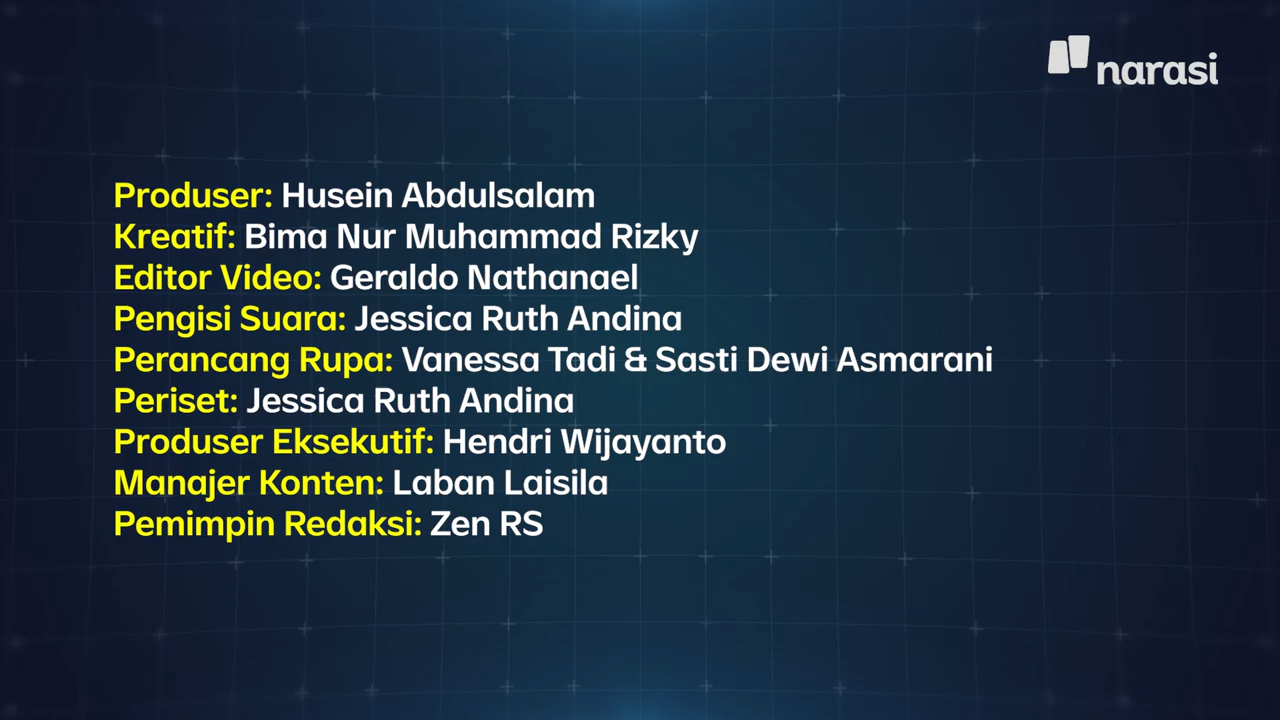 narasi
Produser: Husein Abdulsalam
Kreatif: Bima Nur Muhammad Rizky
Editor Video: Geraldo Nathanael
Pengisi Suara: Jessica Ruth Andina
Perancang Rupa: Vanessa Tadi & Sasti Dewi Asmarani
Periset: Jessica Ruth Andina
Produser Eksekutif: Hendri Wijayanto
Manajer Konten: Laban Laisila
Pemimpin Redaksi: Zen RS